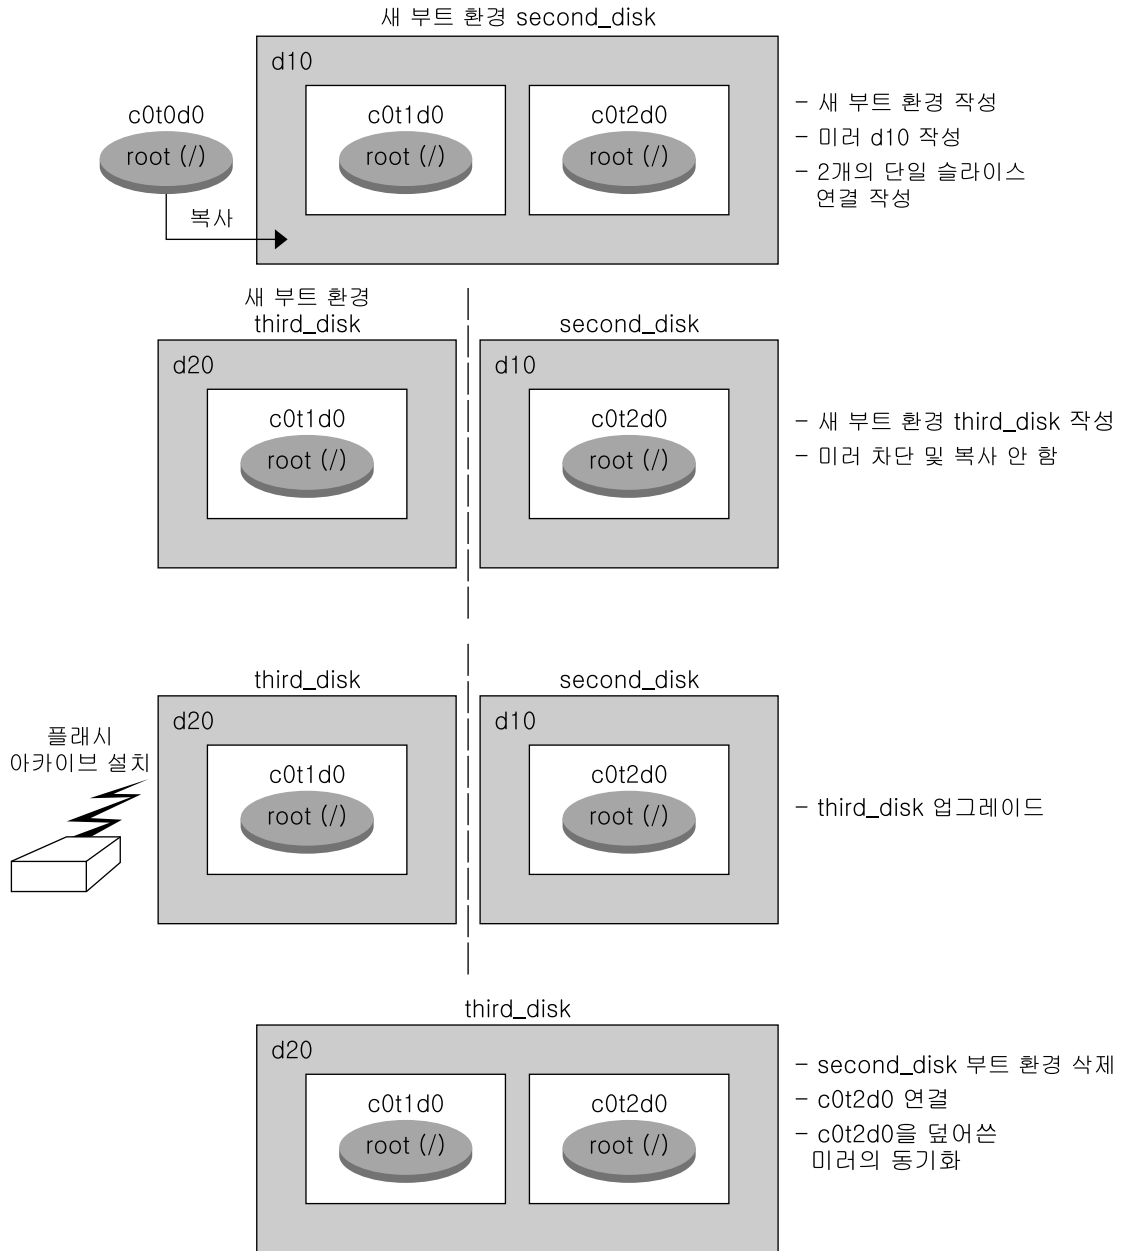 새 부트 환경 second_disk
d10
c0t0d0
root (/)
복사
c0t1d0
root (/)
c0t2d0
root (/)
- 새 부트 환경 작성
- 미러 d10 작성
- 2개의 단일 슬라이스
연결 작성
새 부트 환경
third_disk
d20
c0t1d0
root (/)
second_disk
d10
c0t2d0
root (/)
- 새 부트 환경 third_disk 작성
- 미러 차단 및 복사 안 함
플래시
아카이브 설치
third_disk
d20
c0t1d0
root (/)
second_disk
d10
c0t2d0
root (/)
- third_disk 업그레이드
third_disk
d20
c0t1d0
root (/)
c0t2d0
root (/)
- second_disk 부트 환경 삭제
- c0t2d0 연결
- c0t2d0을 덮어쓴
미러의 동기화